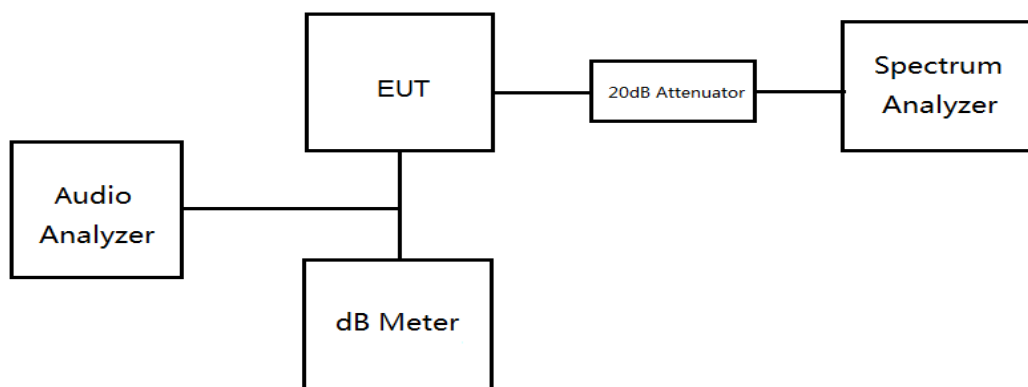 EUT
20dB Attenuator
Spectrum
Analyzer
Audio
Analyzer
dB Meter